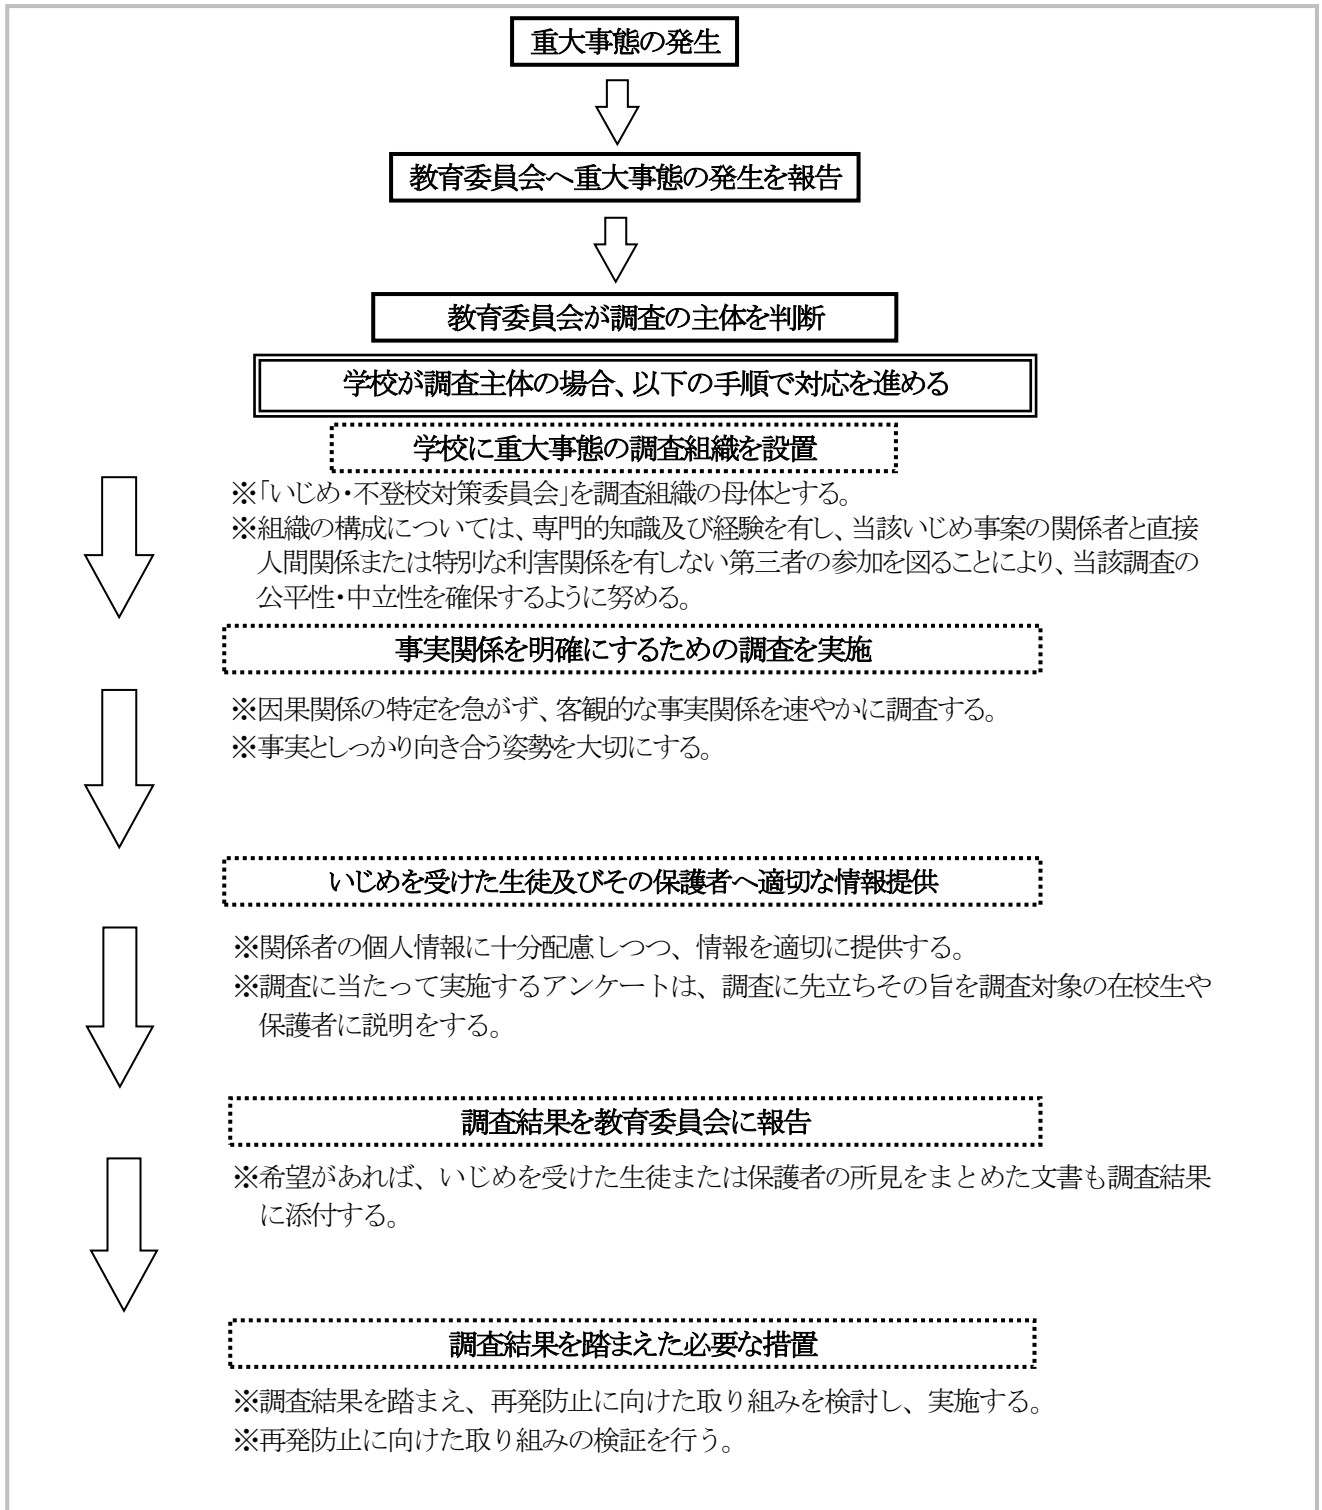 重大事態の発生
教育委員会へ重大事態の発生を報告
教育委員会が調査の主体を判断
学校が調査主体の場合、以下の手順で対応を進める
学校に重大事態の調査組織を設置
※「いじめ・不登校対策委員会」を調査組織の母体とする。
※組織の構成については、専門的知識及び経験を有し、当該いじめ事案の関係者と直接
人間関係または特別な利害関係を有しない第三者の参加を図ることにより、当該調査の
公平性・中立性を確保するように努める。
事実関係を明確にするための調査を実施
※因果関係の特定を急がず、客観的な事実関係を速やかに調査する。
※事実としっかり向き合う姿勢を大切にする。
いじめを受けた生徒及びその保護者へ適切な情報提供
※関係者の個人情報に十分配慮しつつ、情報を適切に提供する。
※調査に当たって実施するアンケートは、調査に先立ちその旨を調査対象の在校生や
保護者に説明をする。
調査結果を教育委員会に報告
※希望があれば、いじめを受けた生徒または保護者の所見をまとめた文書も調査結果
に添付する。
調査結果を踏まえた必要な措置
※調査結果を踏まえ、再発防止に向けた取り組みを検討し、実施する。
※再発防止に向けた取り組みの検証を行う。